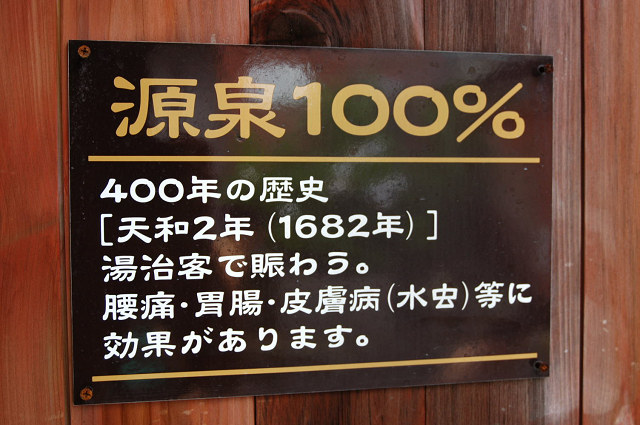 源泉100%
400年の歴史
[天和2年(1682年)]
湯治客で賑わう。
腰痛・胃腸・皮膚病(水虫)等に
効果があります。